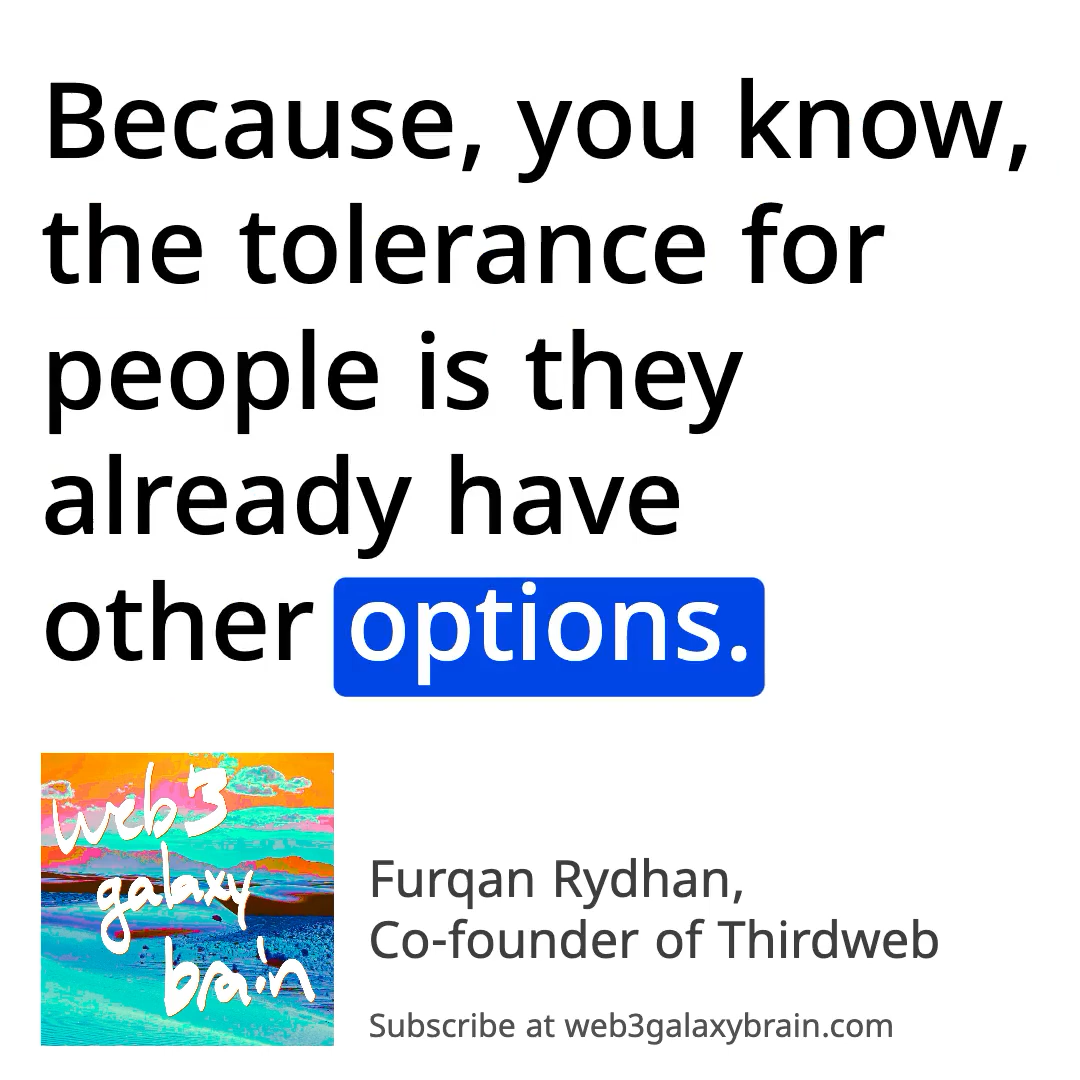 Because, you know,
the tolerance for
people is they
already have
other options.
web3
galaxy
brain
Furqan Rydhan,
Co-founder of Thirdweb
Subscribe at web3galaxybrain.com